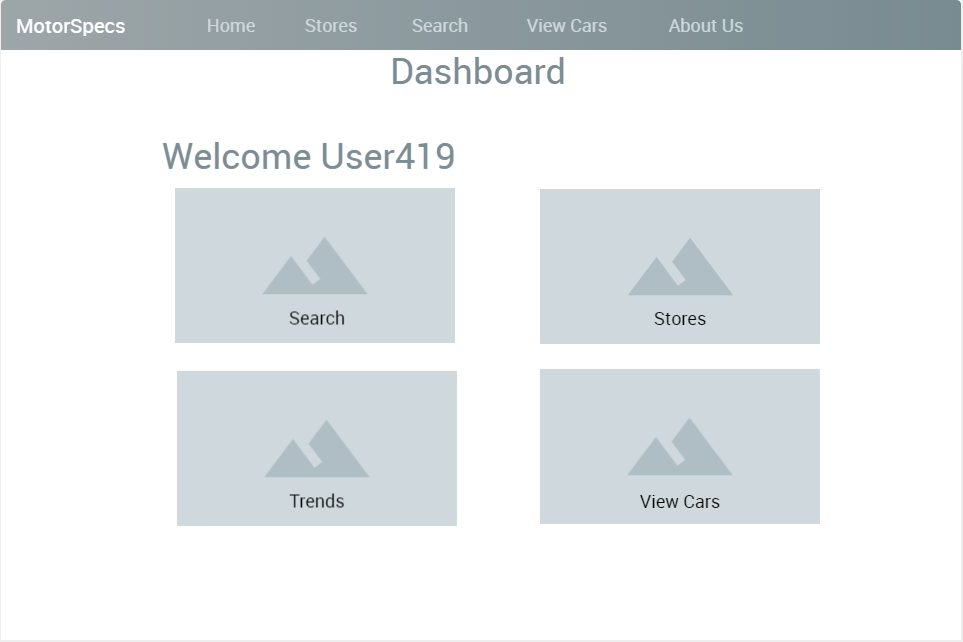 MotorSpecs Home Stores Search View Cars About Us
Dashboard
Welcome User419
Search Stores
Trends View Cars